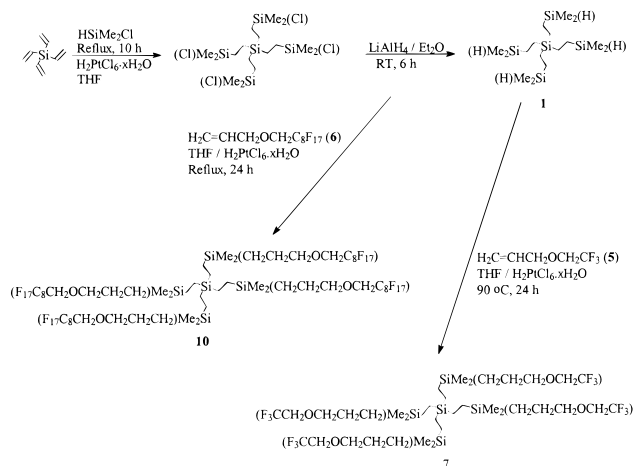 SiMe2(Cl)
HSiMe2Cl
Reflux, 10 h
H2PtCl6·xH2O
THF
Si
(Cl)Me2Si
Si
SiMe2(Cl)
(Cl)Me2Si
LiAlH4 / Et2O
RT, 6 h
SiMe2(H)
(H)Me2Si
Si
SiMe2(H)
(H)Me2Si
1
H2C=CHCH2OCH2C8F17 (6)
THF / H2PtCl6.xH2O
Reflux, 24 h
H2C=CHCH2OCH2CF3 (5)
THF / H2PtCl6.xH2O
90 oC, 24 h
SiMe2(CH2CH2CH2OCH2C8F17)
(F17C8CH2OCH2CH2CH2)Me2Si
Si
SiMe2(CH2CH2CH2OCH2C8F17)
(F17C8CH2OCH2CH2CH2)Me2Si
10
SiMe2(CH2CH2CH2OCH2CF3)
(F3CCH2OCH2CH2CH2)Me2Si
Si
SiMe2(CH2CH2CH2OCH2CF3)
(F3CCH2OCH2CH2CH2)Me2Si
7